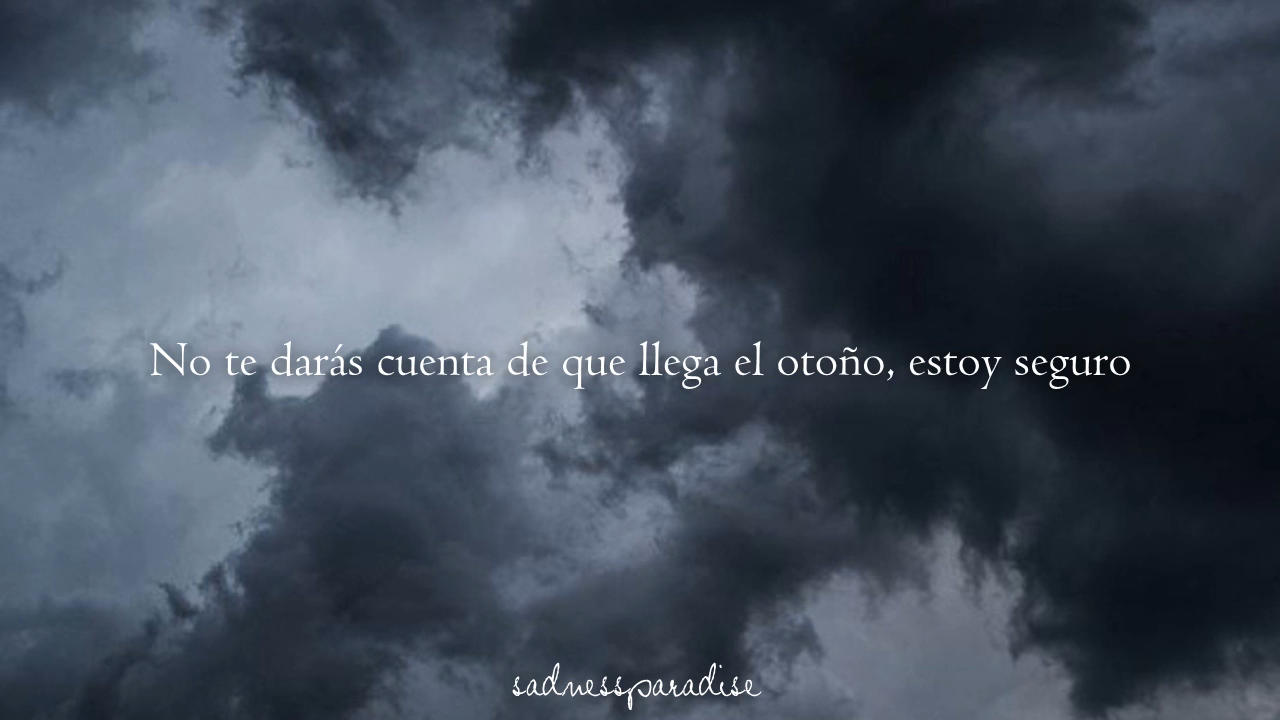 No te darás cuenta de que llega el otoño, estoy seguro
sadnessparadise